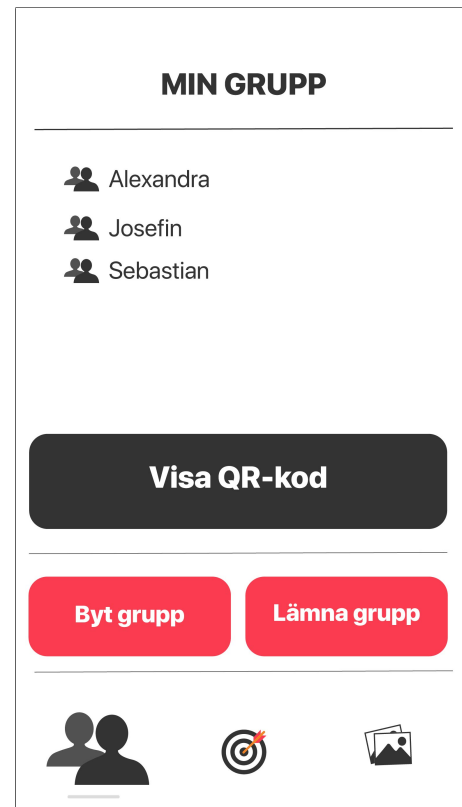 MIN GRUPP
Alexandra
Josefin
Sebastian
Visa QR-kod
Byt grupp
Lämna grupp